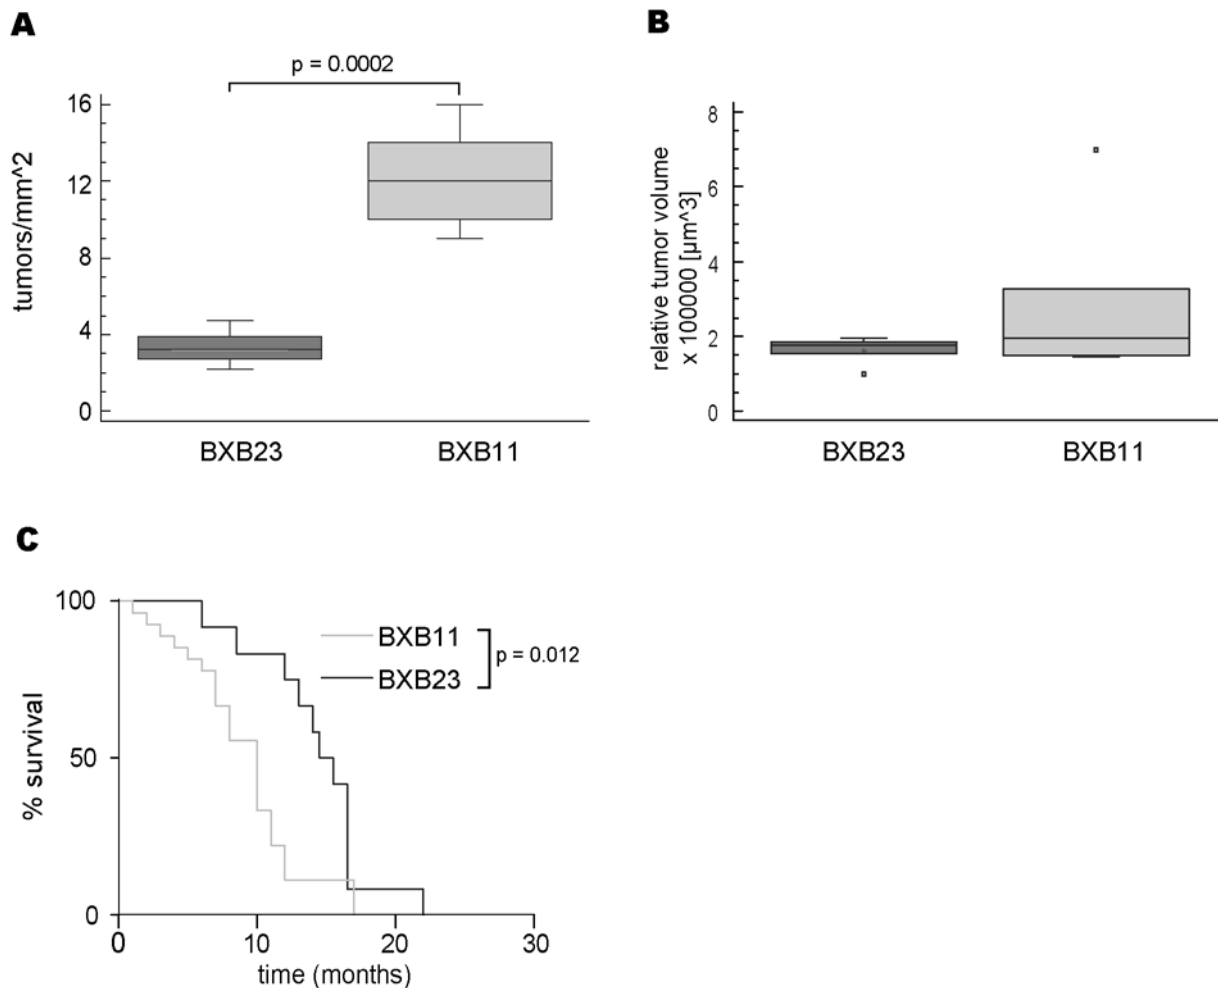 A
p = 0.0002
tumors/mm^2
16
12
8
4
0
BXB23
BXB11
B
relative tumor volume
x 100000 [µm^3]
8
6
4
2
0
BXB23
BXB11
C
% survival
100
50
0
BXB11
BXB23
p = 0.012
0
10
20
30
time (months)